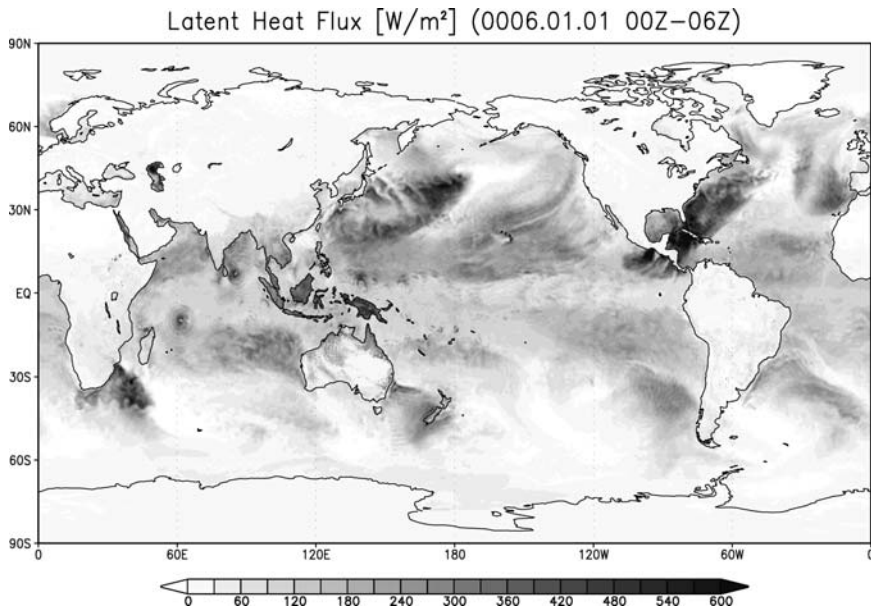 Latent Heat Flux [W/m²] (0006.01.01 00Z–06Z)
90N
60N
30N
EQ
30S
60S
90S
0 60E 120E 180 120W 60W 0
0 60 120 180 240 300 360 420 480 540 600